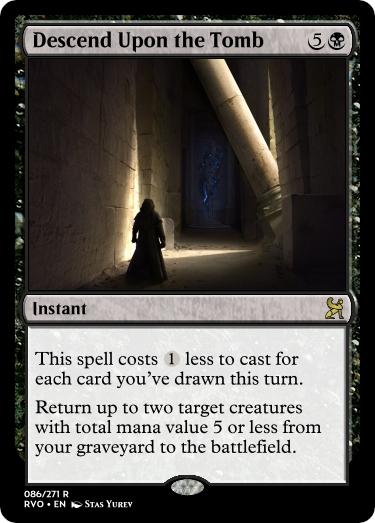 Descend Upon the Tomb 5
Instant
This spell costs 1 less to cast for
each card you've drawn this turn.
Return up to two target creatures
with total mana value 5 or less from
your graveyard to the battlefield.
086/271 R
RVO • EN Stas Yurev